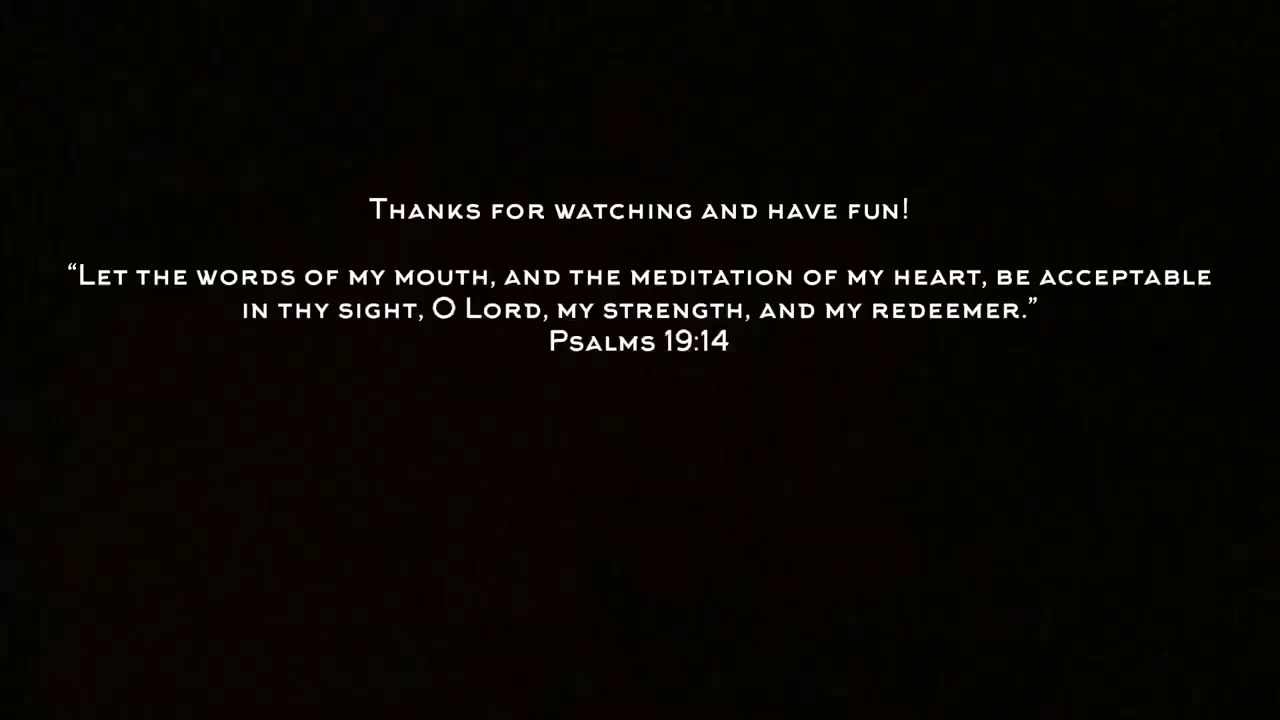 Thanks for watching and have fun!
“Let the words of my mouth, and the meditation of my heart, be acceptable
in thy sight, O Lord, my strength, and my redeemer.”
Psalms 19:14